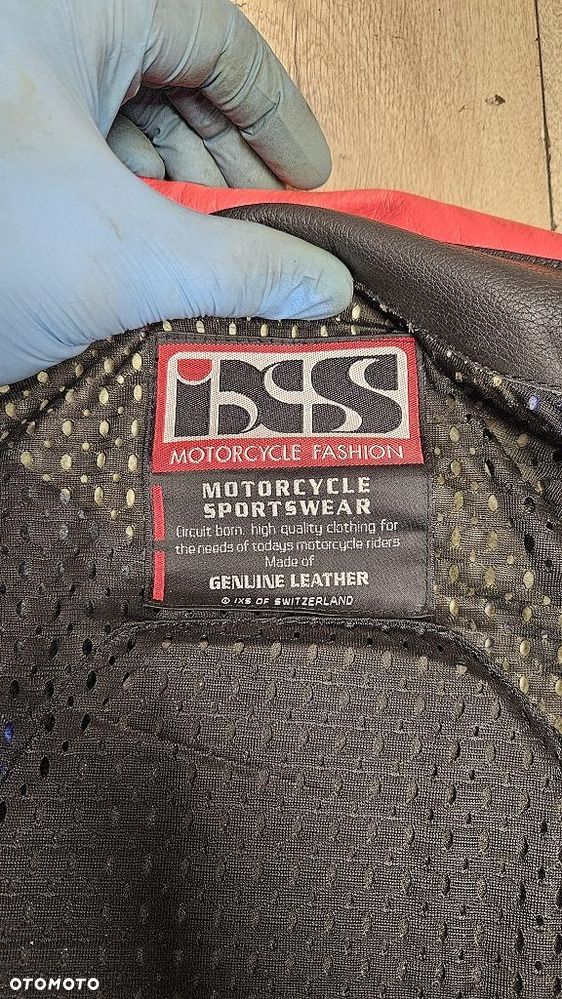 iXS
MOTORCYCLE FASHION
MOTORCYCLE
SPORTSWEAR
Circuit born, high quality clothing for
the needs of todays motorcycle riders
Made of
GENUINE LEATHER
© IXS OF SWITZERLAND
OTOMOTO